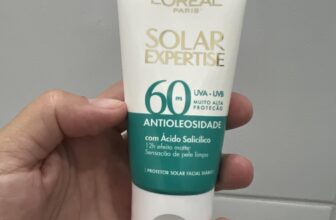 L'ORÉAL
PARIS
SOLAR
EXPERTISE
60
UVA - UVB
MUITO ALTA
PROTEÇÃO
ANTIOLEOSIDADE
com Ácido Salicílico
12h efeito matte
Sensação de pele limpa
PROTETOR SOLAR FACIAL DIÁRIO